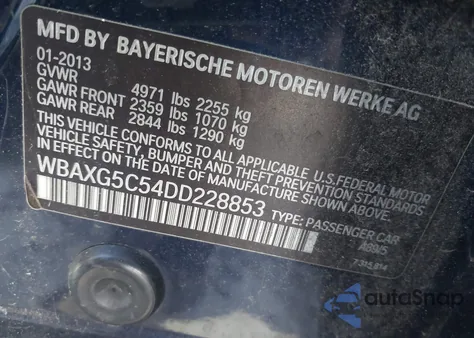 MFD BY BAYERISCHE MOTOREN WERKE AG
01-2013
GVWR 4971 lbs 2255 kg
GAWR FRONT 2359 lbs 1070 kg
GAWR REAR 2844 lbs 1290 kg
THIS VEHICLE CONFORMS TO ALL APPLICABLE U.S. FEDERAL MOTOR
VEHICLE SAFETY, BUMPER AND THEFT PREVENTION STANDARDS
IN EFFECT ON THE DATE OF MANUFACTURE SHOWN ABOVE.
WBAXG5C54DD228853 TYPE: PASSENGER CAR
autoSnap